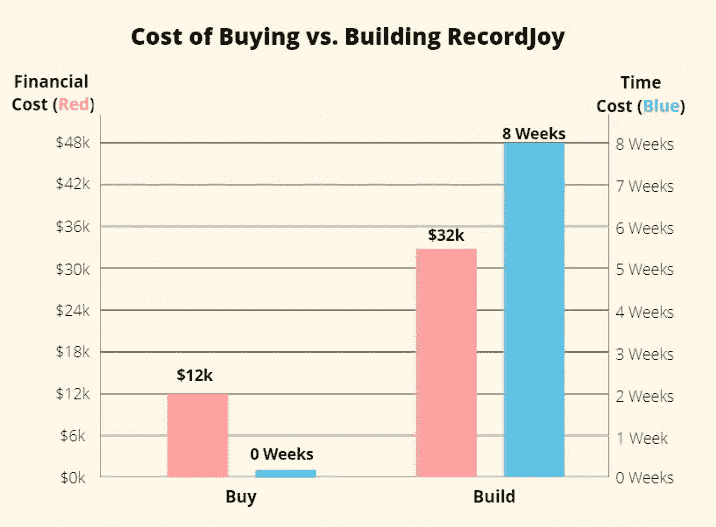 Cost of Buying vs. Building RecordJoy
Financial
Cost (Red)
Time
Cost (Blue)
$48k
$42k
$36k
$30k
$24k
$18k
$12k
$6k
$0k
$12k
0 Weeks
$32k
8 Weeks
8 Weeks
7 Weeks
6 Weeks
5 Weeks
4 Weeks
3 Weeks
2 Weeks
1 Week
0 Weeks
Buy
Build